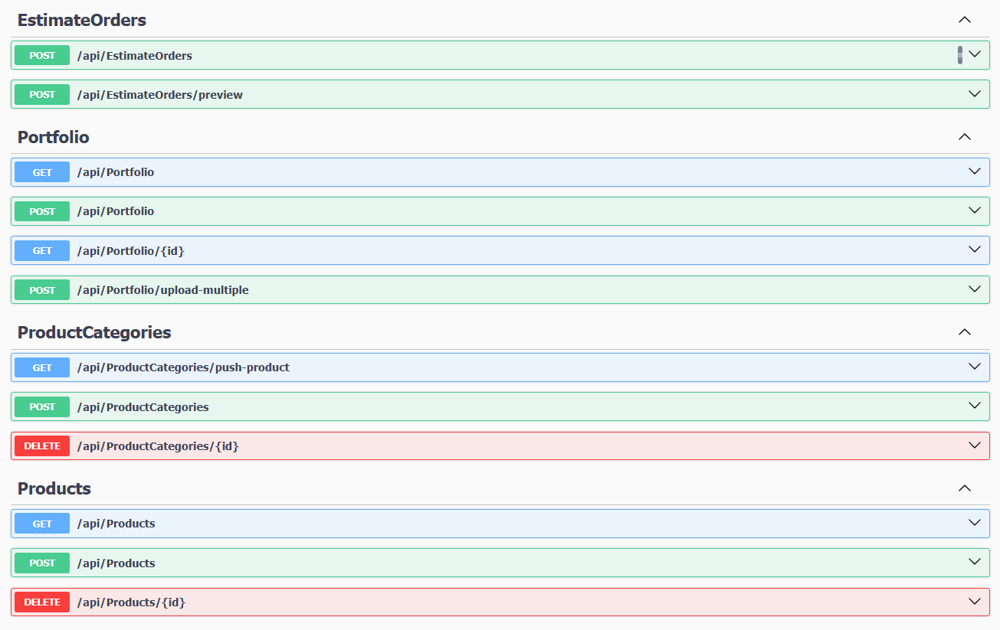 EstimateOrders
POST /api/EstimateOrders
POST /api/EstimateOrders/preview
Portfolio
GET /api/Portfolio
POST /api/Portfolio
GET /api/Portfolio/{id}
POST /api/Portfolio/upload-multiple
ProductCategories
GET /api/ProductCategories/push-product
POST /api/ProductCategories
DELETE /api/ProductCategories/{id}
Products
GET /api/Products
POST /api/Products
DELETE /api/Products/{id}